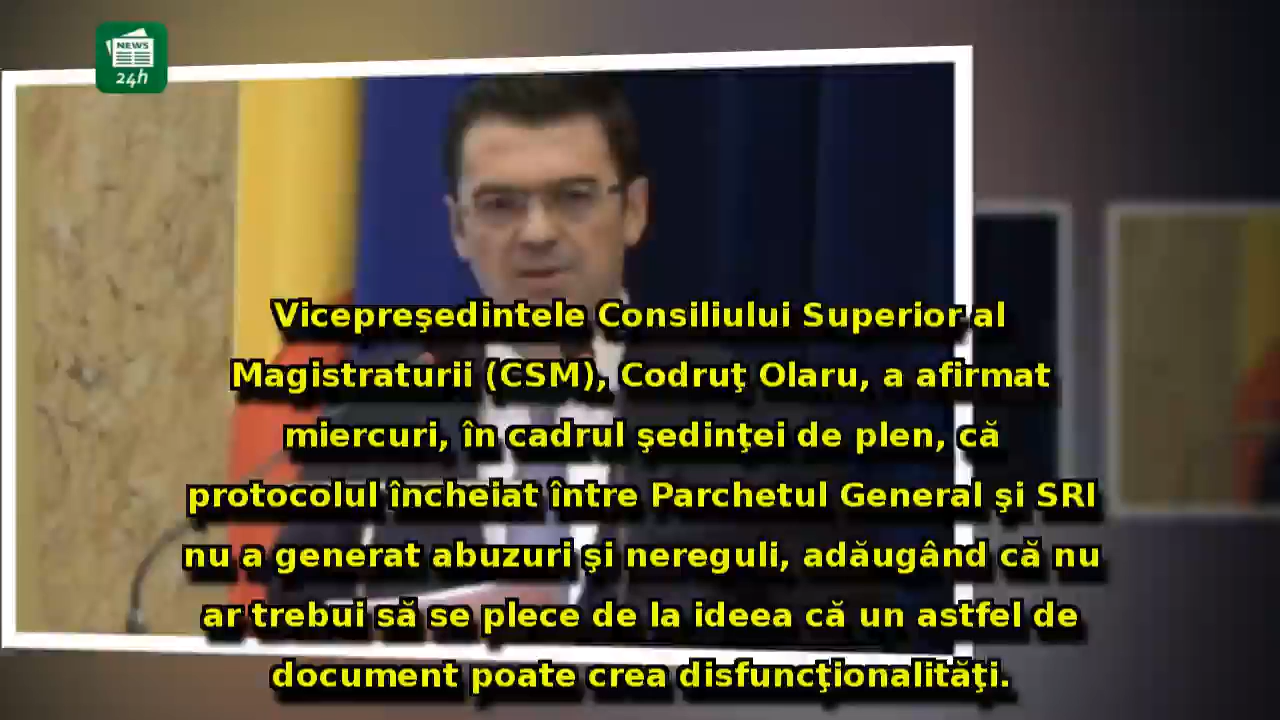 NEWS
24h
Vicepreşedintele Consiliului Superior al
Magistraturii (CSM), Codruţ Olaru, a afirmat
miercuri, în cadrul şedinţei de plen, că
protocolul încheiat între Parchetul General şi SRI
nu a generat abuzuri şi nereguli, adăugând că nu
ar trebui să se plece de la ideea că un astfel de
document poate crea disfuncţionalităţi.